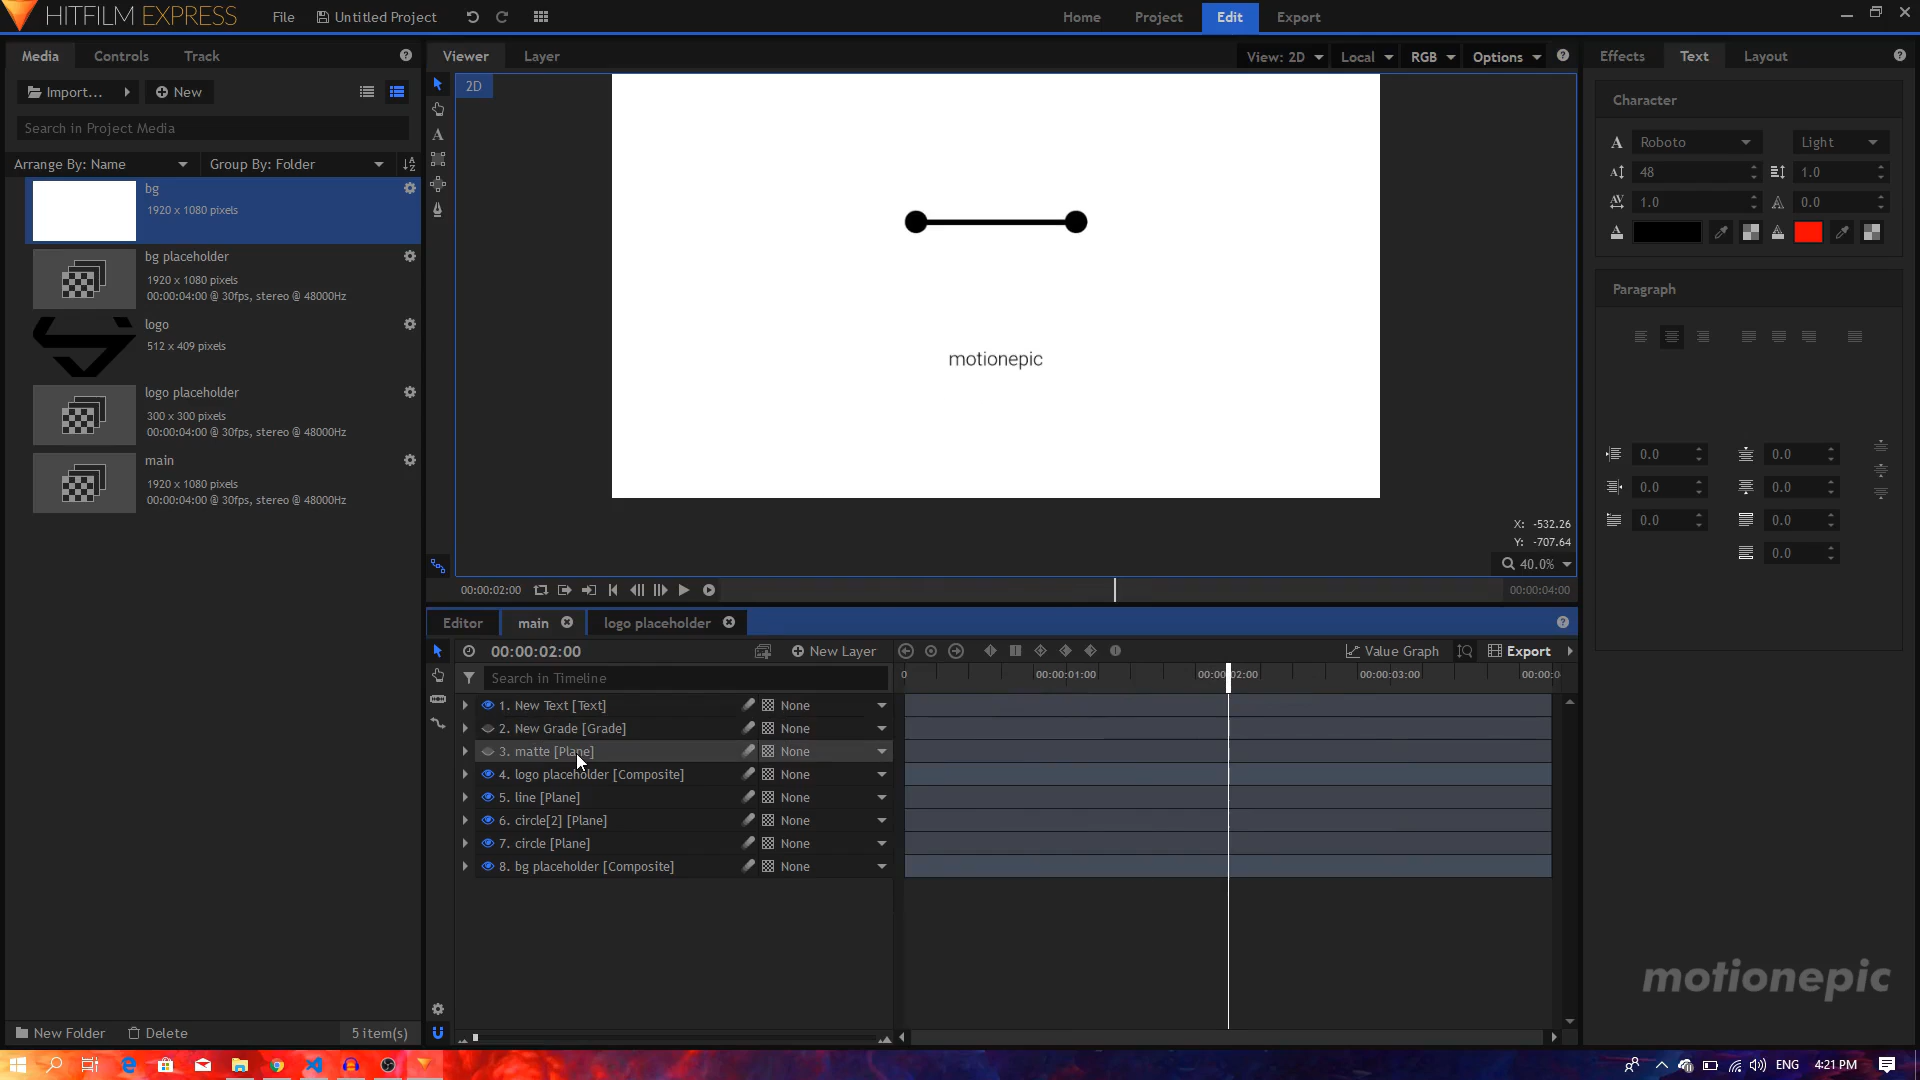 HITFILM EXPRESS
File
Untitled Project
Home
Project
Edit
Export
Media
Controls
Track
Import...
New
Search in Project Media
Arrange By: Name
Group By: Folder
bg
1920 x 1080 pixels
bg placeholder
1920 x 1080 pixels
00:00:04:00 @ 30fps, stereo @ 48000Hz
logo
512 x 409 pixels
logo placeholder
300 x 300 pixels
00:00:04:00 @ 30fps, stereo @ 48000Hz
main
1920 x 1080 pixels
00:00:04:00 @ 30fps, stereo @ 48000Hz
New Folder
Delete
5 item(s)
Viewer
Layer
View: 2D
Local
RGB
Options
2D
motionepic
X: -532.26
Y: -707.64
40.0%
00:00:02:00
00:00:04:00
Editor
main
logo placeholder
00:00:02:00
New Layer
Value Graph
Export
Search in Timeline
0
00:00:01:00
00:00:02:00
00:00:03:00
00:00:0
1. New Text [Text]
None
2. New Grade [Grade]
None
3. matte [Plane]
None
4. logo placeholder [Composite]
None
5. line [Plane]
None
6. circle[2] [Plane]
None
7. circle [Plane]
None
8. bg placeholder [Composite]
None
Effects
Text
Layout
Character
Roboto
Light
48
1.0
1.0
0.0
Paragraph
0.0
0.0
0.0
0.0
0.0
0.0
0.0
motionepic
ENG
4:21 PM